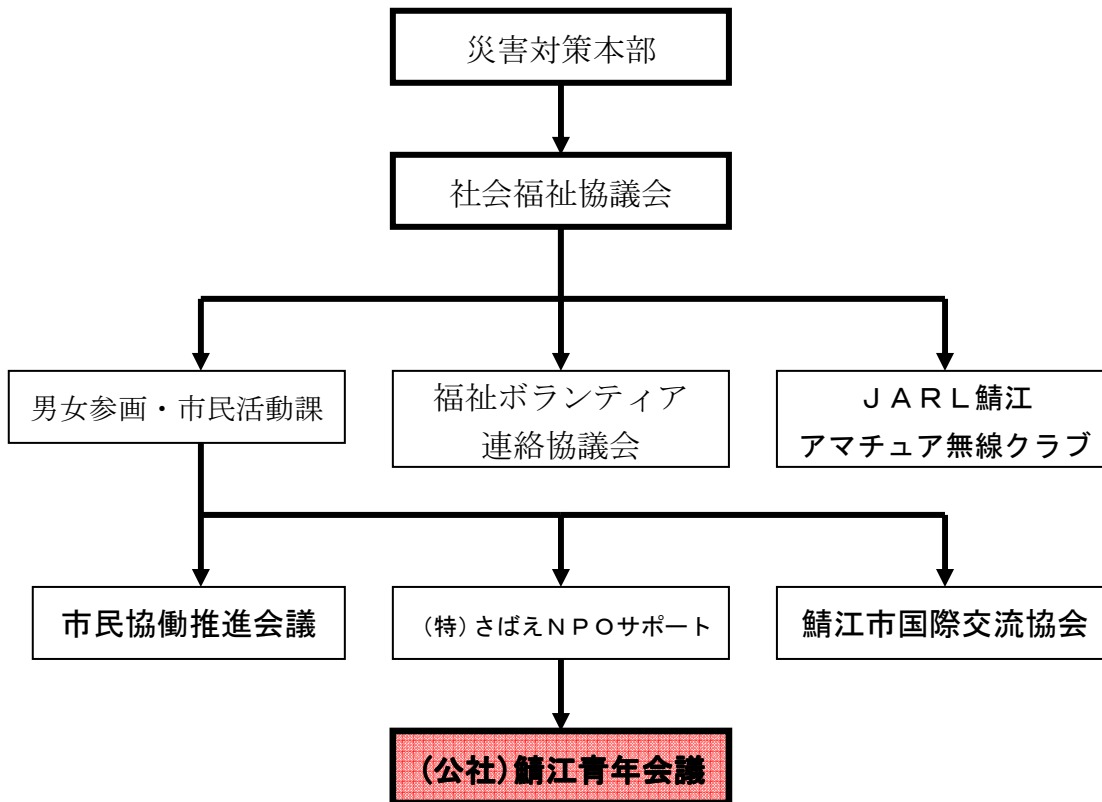 災害対策本部
社会福祉協議会
男女参画・市民活動課
福祉ボランティア
連絡協議会
ＪＡＲＬ鯖江
アマチュア無線クラブ
市民協働推進会議
（特）さばえＮＰＯサポート
鯖江市国際交流協会
（公社）鯖江青年会議